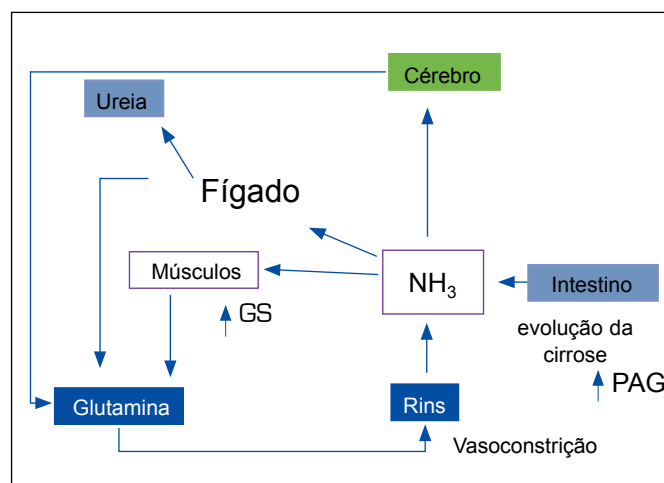 Cérebro
Ureia
Fígado
Músculos
NH₃
Intestino
GS
evolução da
cirrose
PAG
Glutamina
Rins
Vasoconstrição